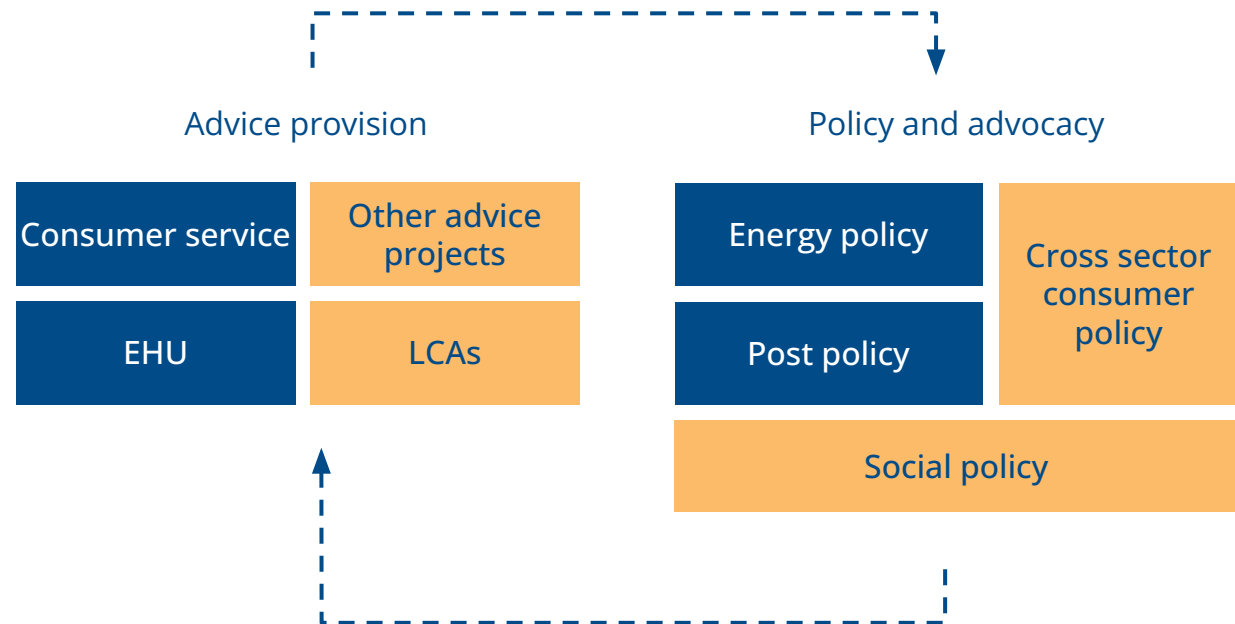 Advice provision
Policy and advocacy
Consumer service
Other advice
projects
EHU
LCAs
Energy policy
Cross sector
consumer
policy
Post policy
Social policy